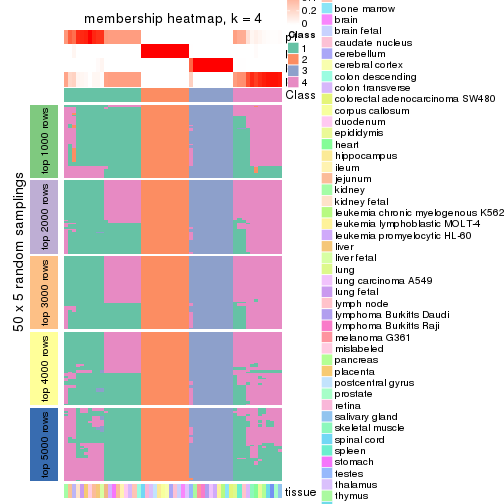 membership heatmap, k = 4
0.2
0
Class
1
2
3
4
Class
50 x 5 random samplings
top 1000 rows
top 2000 rows
top 3000 rows
top 4000 rows
top 5000 rows
tissue
bone marrow
brain
brain fetal
caudate nucleus
cerebellum
cerebral cortex
colon descending
colon transverse
colorectal adenocarcinoma SW480
corpus callosum
duodenum
epididymis
heart
hippocampus
ileum
jejunum
kidney
kidney fetal
leukemia chronic myelogenous K562
leukemia lymphoblastic MOLT-4
leukemia promyelocytic HL-60
liver
liver fetal
lung
lung carcinoma A549
lung fetal
lymph node
lymphoma Burkitts Daudi
lymphoma Burkitts Raji
melanoma G361
mislabeled
pancreas
placenta
postcentral gyrus
prostate
retina
salivary gland
skeletal muscle
spinal cord
spleen
stomach
testes
thalamus
thymus